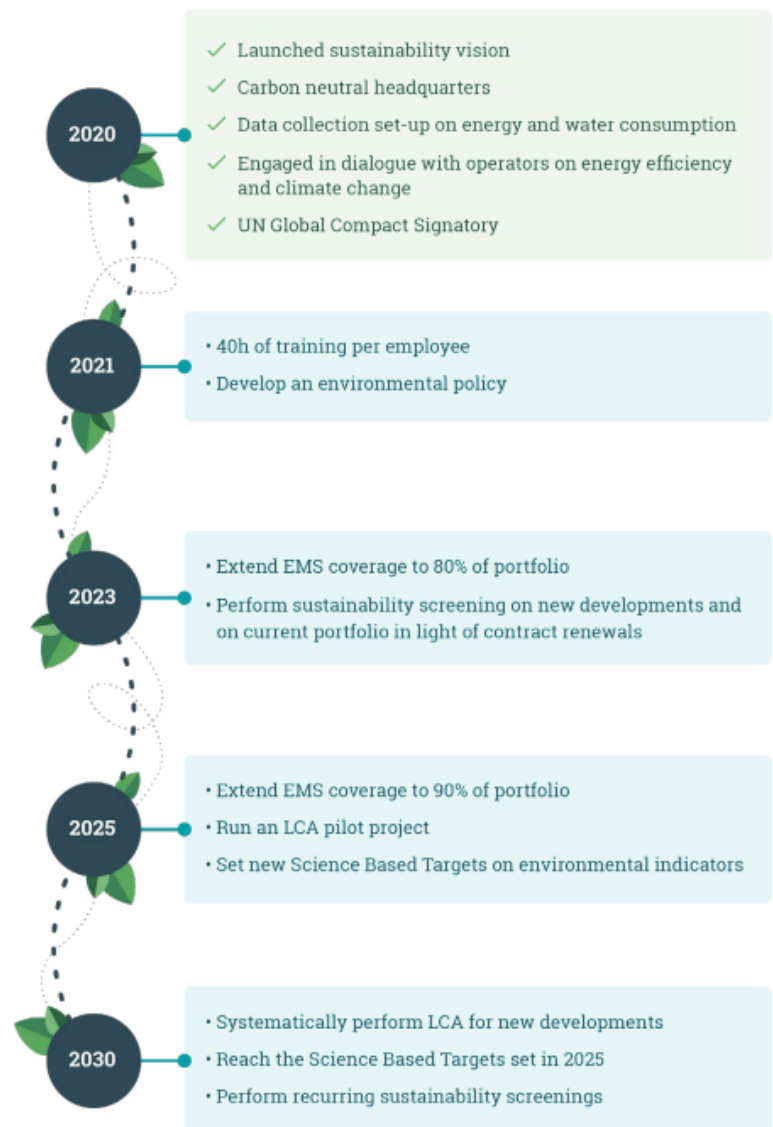 2020
✓ Launched sustainability vision
✓ Carbon neutral headquarters
✓ Data collection set-up on energy and water consumption
✓ Engaged in dialogue with operators on energy efficiency
and climate change
✓ UN Global Compact Signatory
2021
• 40h of training per employee
• Develop an environmental policy
2023
• Extend EMS coverage to 80% of portfolio
• Perform sustainability screening on new developments and
on current portfolio in light of contract renewals
2025
• Extend EMS coverage to 90% of portfolio
• Run an LCA pilot project
• Set new Science Based Targets on environmental indicators
2030
• Systematically perform LCA for new developments
• Reach the Science Based Targets set in 2025
• Perform recurring sustainability screenings